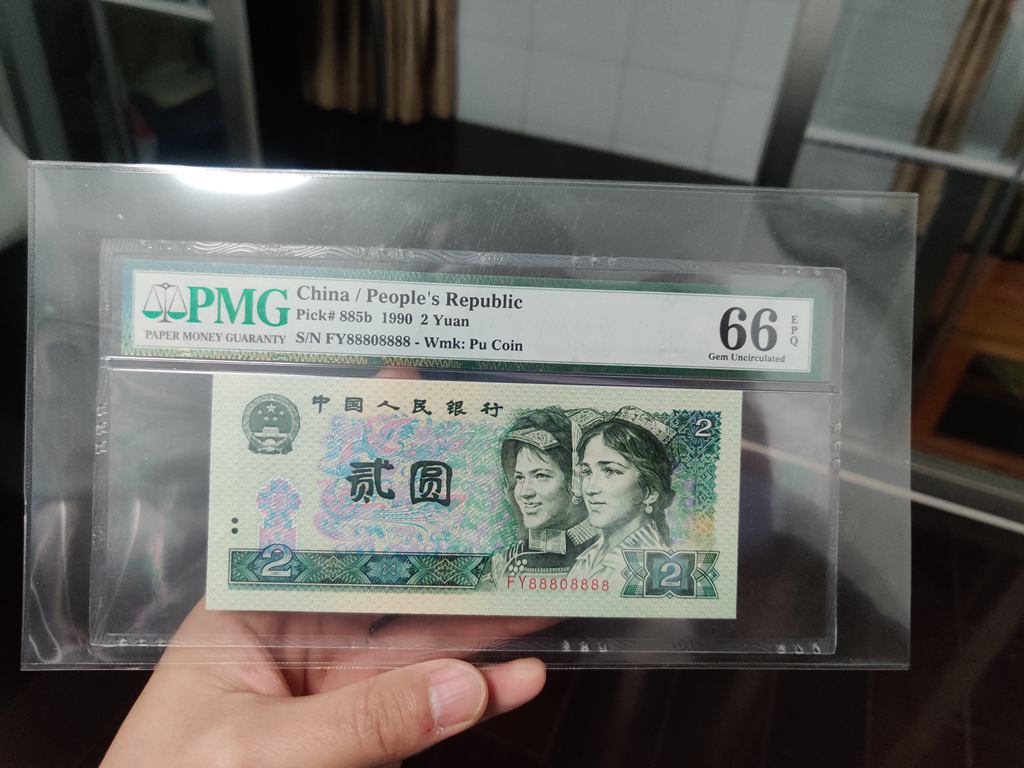 PMG
PAPER MONEY GUARANTY
China / People's Republic
Pick# 885b 1990 2 Yuan
S/N FY88808888 - Wmk: Pu Coin
66
EPQ
Gem Uncirculated
中国人民银行
2
贰圆
2
FY88808888
2